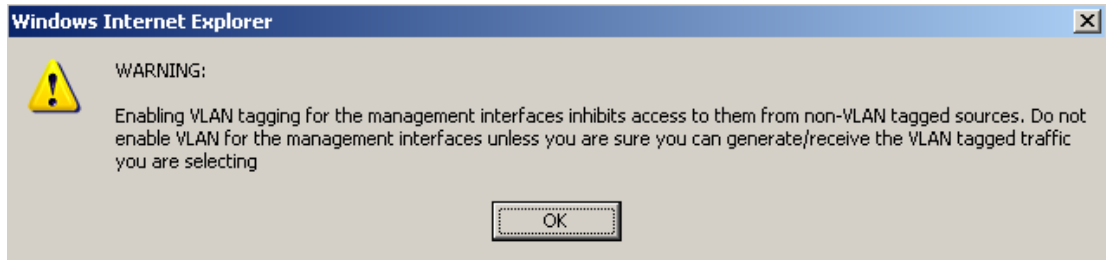 Windows Internet Explorer
WARNING:
Enabling VLAN tagging for the management interfaces inhibits access to them from non-VLAN tagged sources. Do not
enable VLAN for the management interfaces unless you are sure you can generate/receive the VLAN tagged traffic
you are selecting
OK